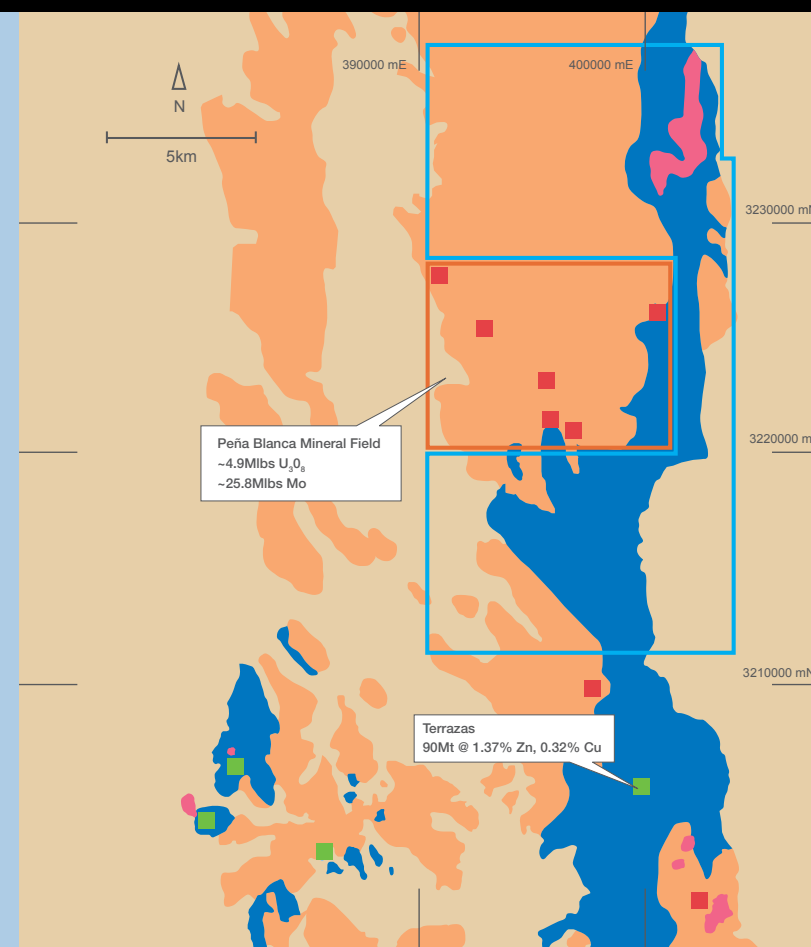 390000 mE
400000 mE
N
5km
3230000 mN
Peña Blanca Mineral Field
~4.9Mlbs U₃0₈
~25.8Mlbs Mo
3220000 m
3210000 mN
Terrazas
90Mt @ 1.37% Zn, 0.32% Cu